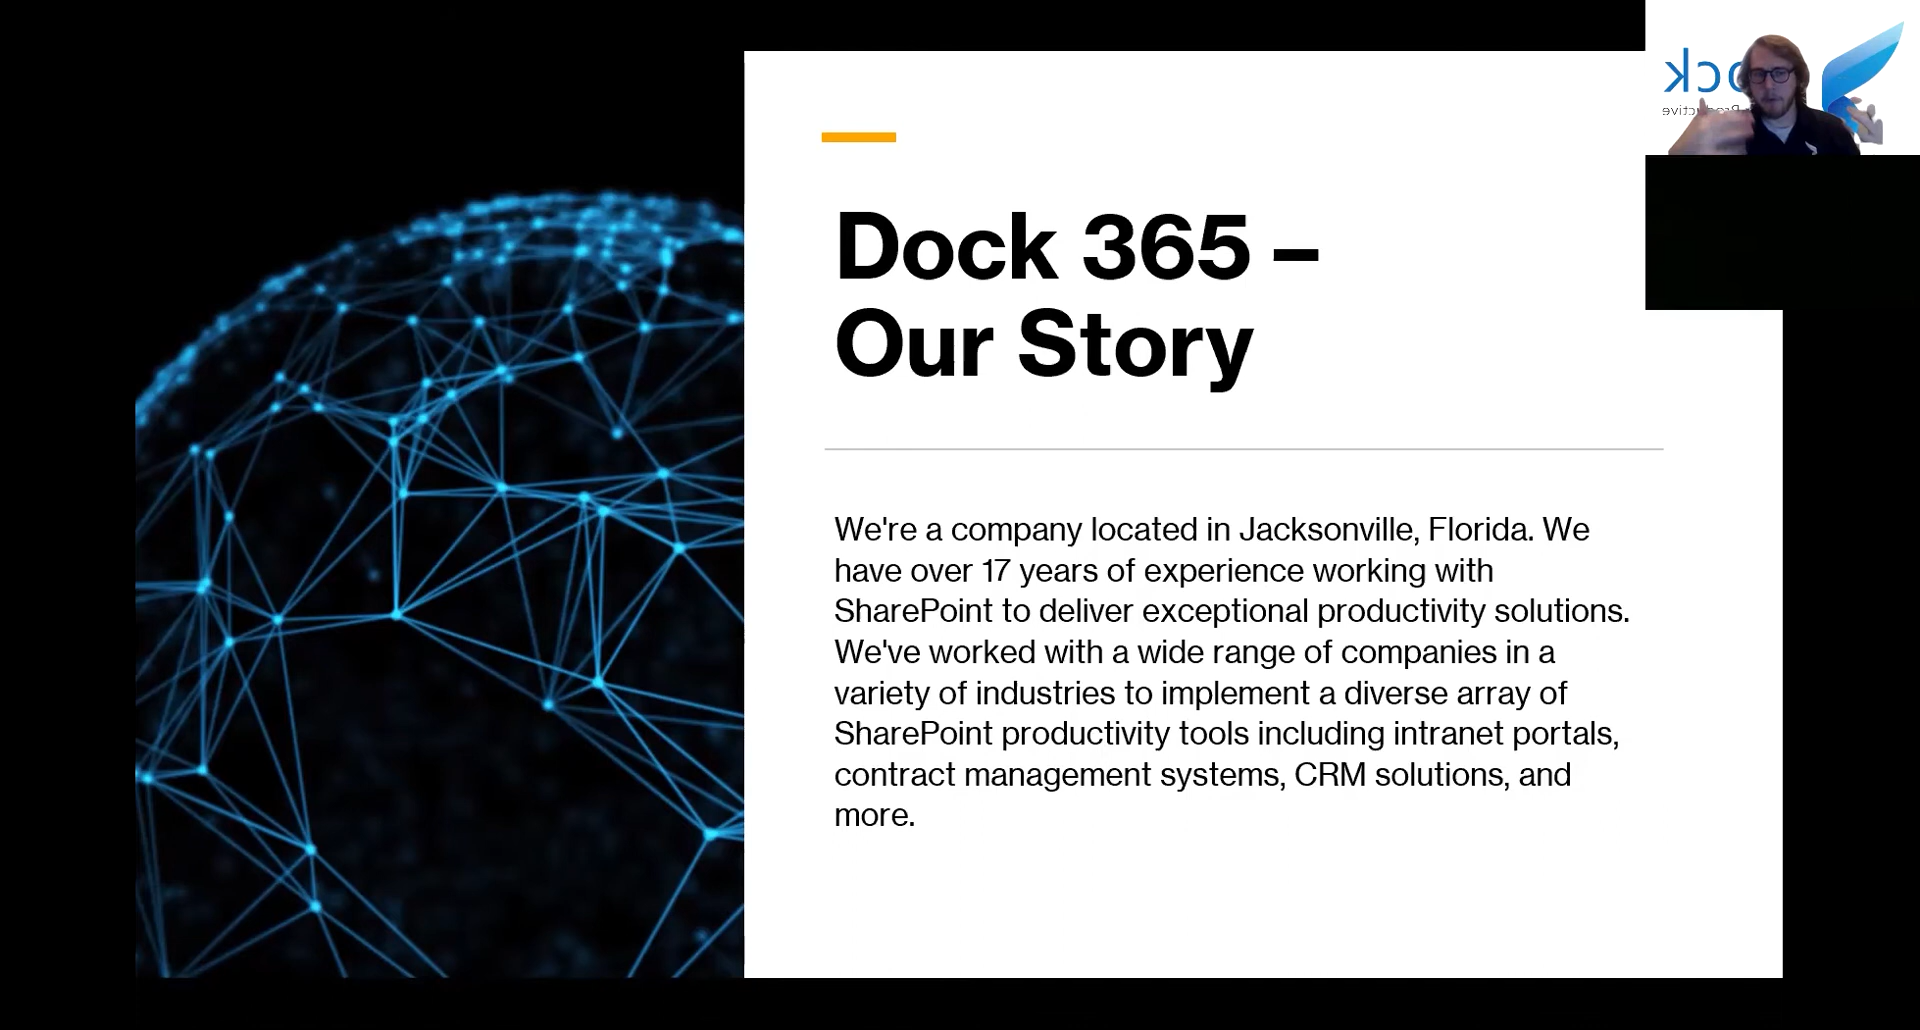 Dock 365 –
Our Story
We're a company located in Jacksonville, Florida. We
have over 17 years of experience working with
SharePoint to deliver exceptional productivity solutions.
We've worked with a wide range of companies in a
variety of industries to implement a diverse array of
SharePoint productivity tools including intranet portals,
contract management systems, CRM solutions, and
more.